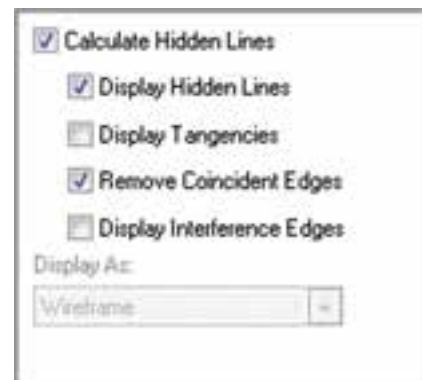 Calculate Hidden Lines
Display Hidden Lines
Display Tangencies
Remove Coincident Edges
Display Interference Edges
Display As:
Wireframe